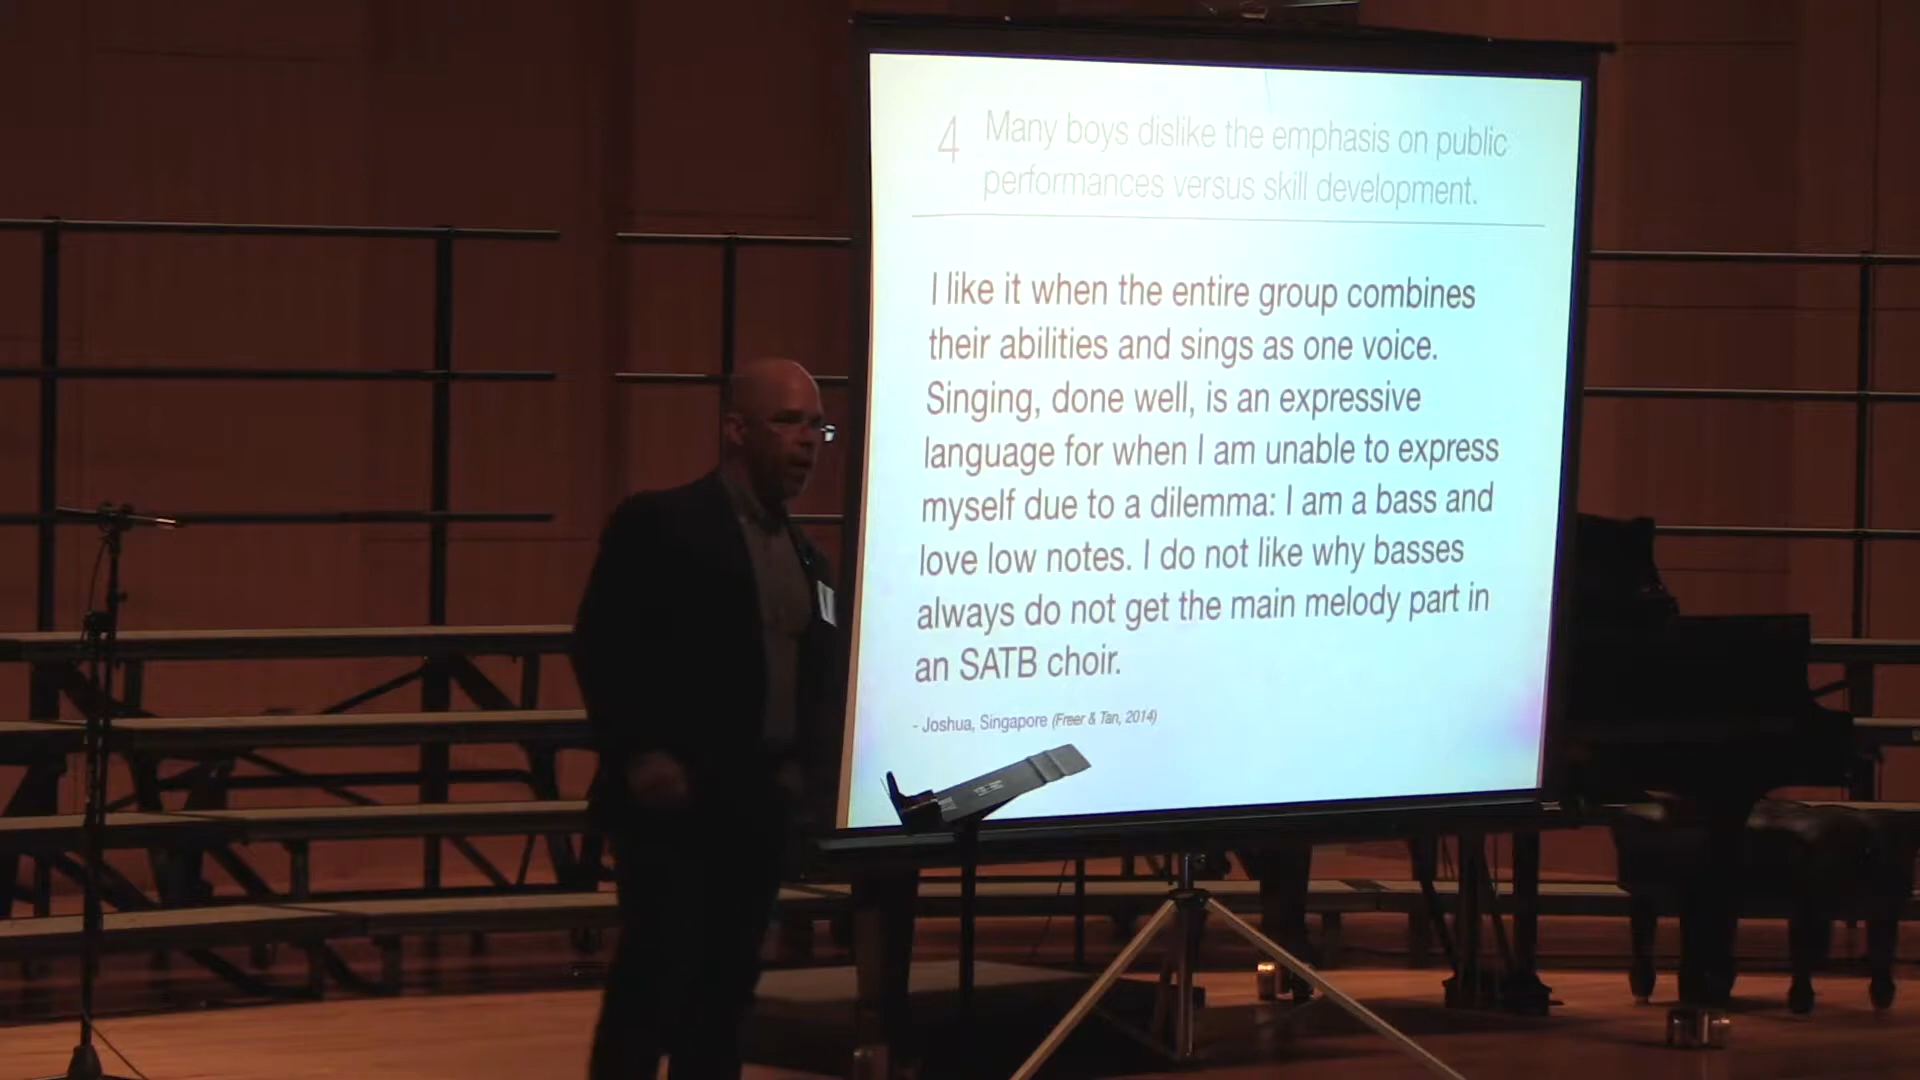 4 Many boys dislike the emphasis on public
performances versus skill development.
I like it when the entire group combines
their abilities and sings as one voice.
Singing, done well, is an expressive
language for when I am unable to express
myself due to a dilemma: I am a bass and
love low notes. I do not like why basses
always do not get the main melody part in
an SATB choir.
- Joshua, Singapore (Freer & Tan, 2014)